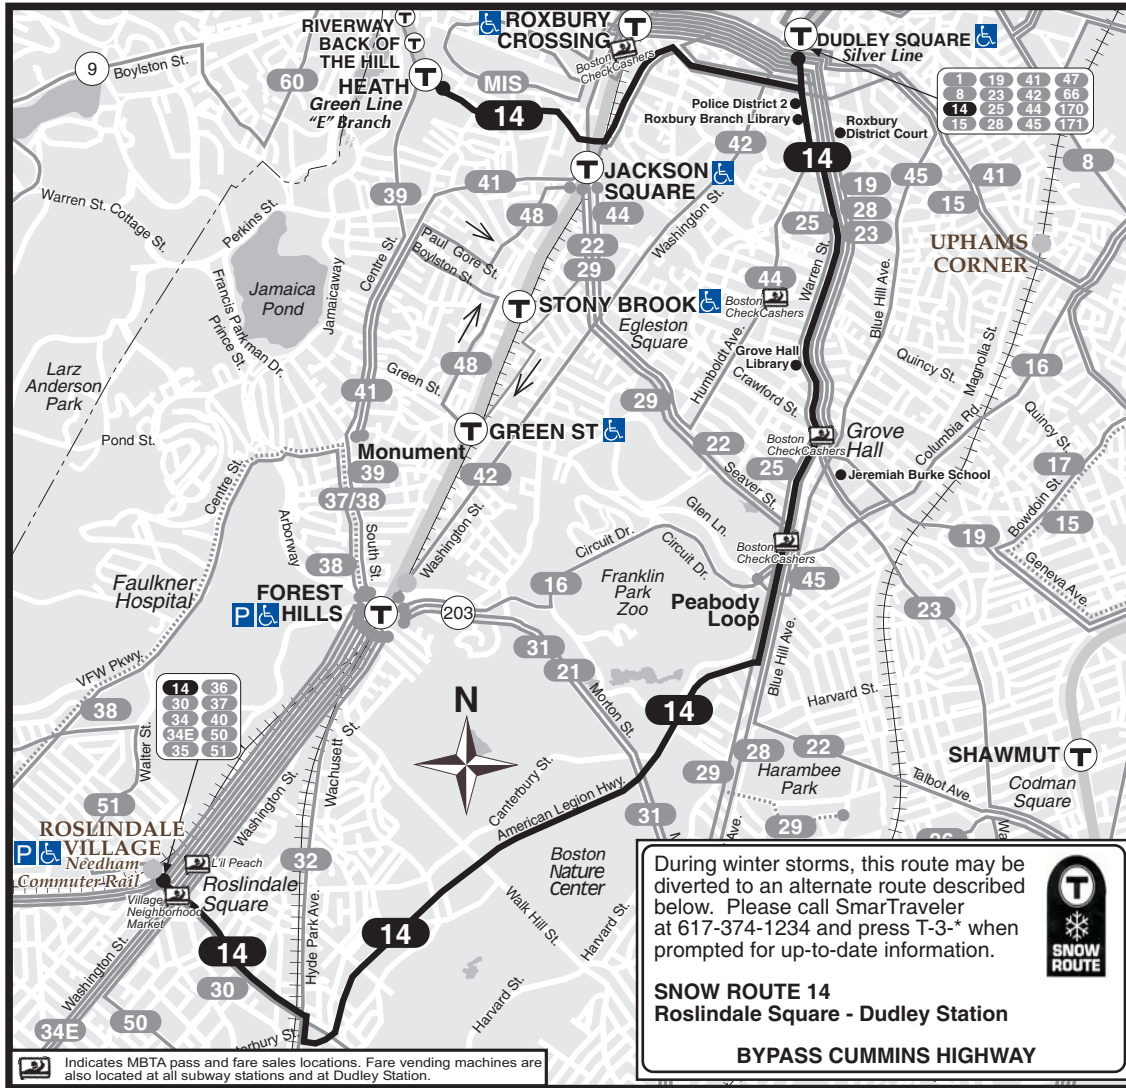 RIVERWAY
BACK OF
THE HILL
HEATH
Green Line
“E” Branch
ROXBURY
CROSSING
Boston
CheckCashers
DUDLEY SQUARE
Silver Line
1 19 41 47
8 23 42 66
14 25 44 170
15 28 45 171
9
Boylston St.
60
MIS
14
Police District 2
Roxbury Branch Library
Roxbury
District Court
42
14
8
T
JACKSON
SQUARE
41
39
48
44
19
28
23
45
41
15
25
Warren St. Cottage St.
Perkins St.
Centre St.
Paul Gore St.
Boylston St.
22
29
Washington St.
Warren St.
Blue Hill Ave.
UPHAMS
CORNER
Jamaica
Pond
Jamaicaway
Francis Parkman Dr.
Prince St.
T
STONY BROOK
Egleston
Square
44
Boston
CheckCashers
Humboldt Ave.
Grove Hall
Library
Crawford St.
Quincy St.
Magnolia St.
16
Larz
Anderson
Park
48
Green St.
41
29
Pond St.
T
GREEN ST
Monument
39
42
22
25
Seaver St.
Boston
CheckCashers
Grove
Hall
Columbia Rd.
Quincy St.
17
Jeremiah Burke School
Bowdoin St.
15
Centre St.
37/38
Arborway
South St.
38
Washington St.
Glen Ln.
Circuit Dr.
Circuit Dr.
Boston
CheckCashers
19
Geneva Ave.
Faulkner
Hospital
FOREST
HILLS
P
T
203
16
Franklin
Park
Zoo
Peabody
Loop
45
23
31
21
VFW Pkwy.
38
Walter St.
14 36
30 37
34 40
34E 50
35 51
N
Morton St.
14
Blue Hill Ave.
Harvard St.
28
22
29
Harambee
Park
Talbot Ave.
SHAWMUT
T
Codman
Square
Wachusett St.
Washington St.
Canterbury St.
American Legion Hwy.
31
29
51
ROSLINDALE
VILLAGE
P
Needham
Commuter Rail
L'il Peach
Roslindale
Square
Village
Neighborhood
Market
32
Hyde Park Ave.
Boston
Nature
Center
Walk Hill St.
Harvard St.
Harvard St.
14
14
30
Washington St.
34E
50
During winter storms, this route may be
diverted to an alternate route described
below. Please call SmarTraveler
at 617-374-1234 and press T-3-* when
prompted for up-to-date information.
T
SNOW
ROUTE
SNOW ROUTE 14
Roslindale Square - Dudley Station
BYPASS CUMMINS HIGHWAY
Indicates MBTA pass and fare sales locations. Fare vending machines are
also located at all subway stations and at Dudley Station.